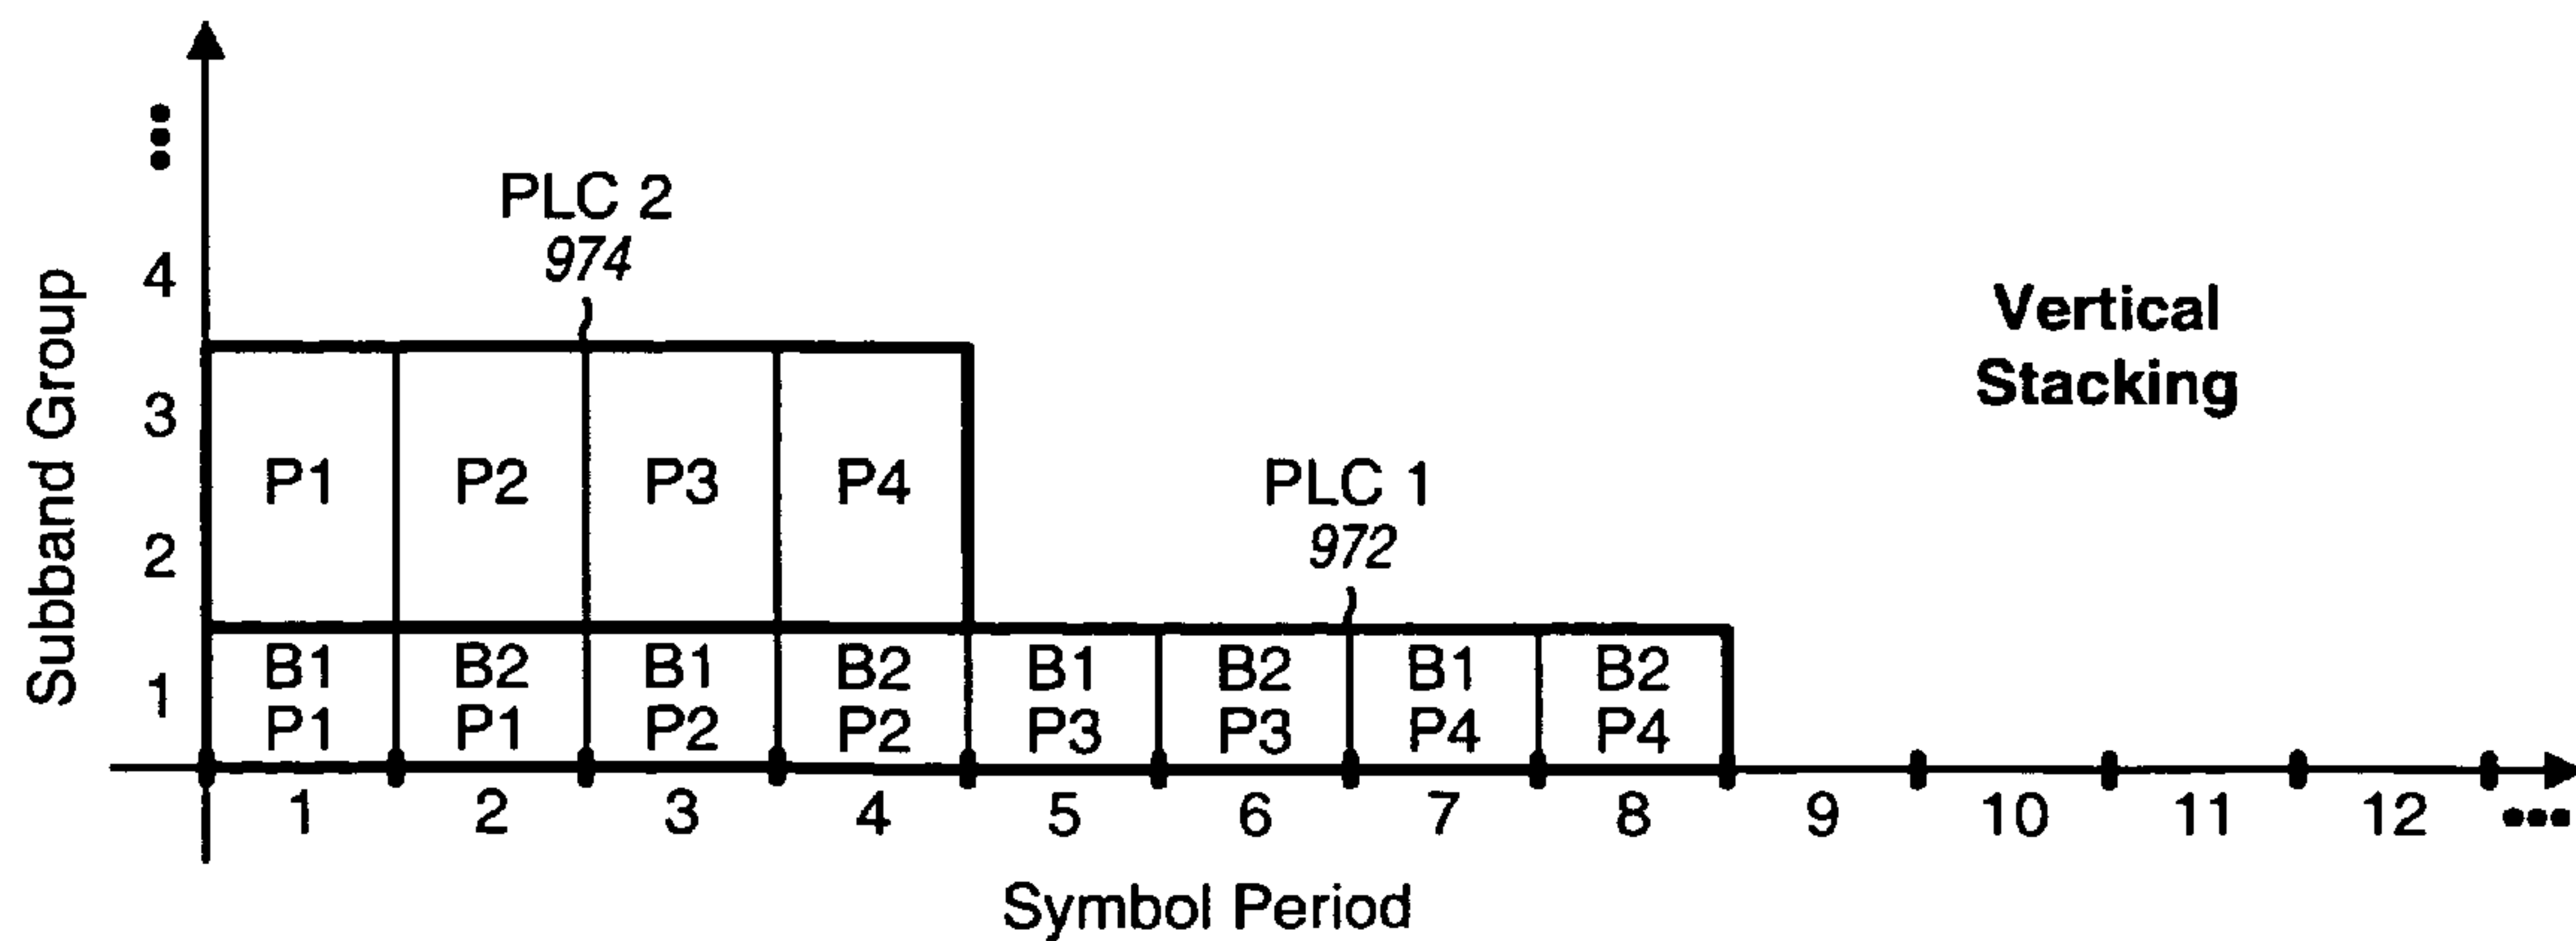 PLC 2
974
Vertical
Stacking
Subband Group
4
3
2
1
P1 P2 P3 P4
PLC 1
972
B1 B2 B1 B2 B1 B2 B1 B2
P1 P1 P2 P2 P3 P3 P4 P4
1 2 3 4 5 6 7 8 9 10 11 12
Symbol Period